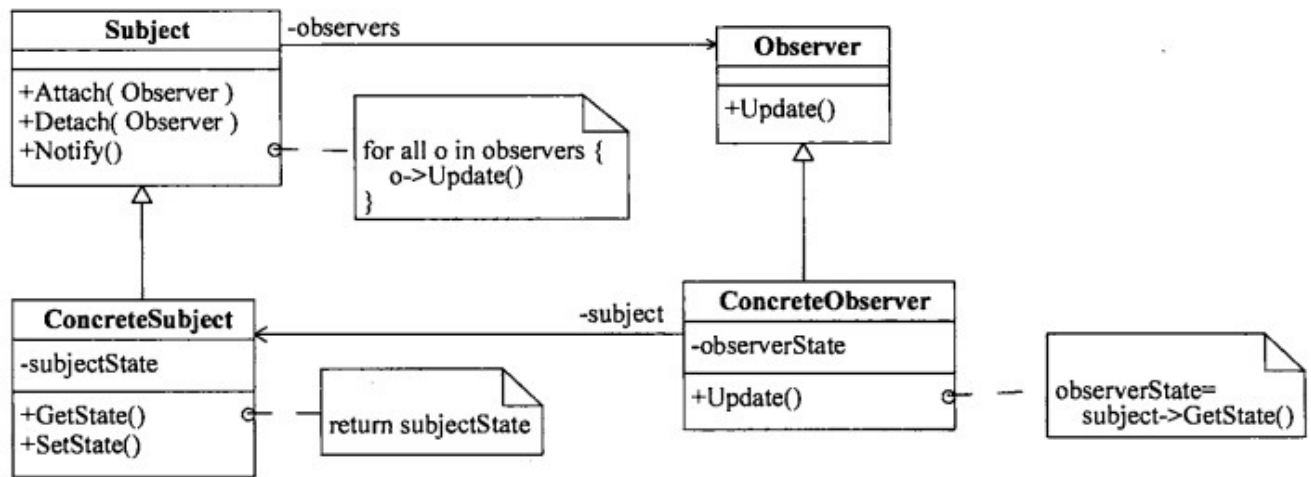 Subject
-observers
Observer
+Attach( Observer )
+Detach( Observer )
+Notify()
+Update()
for all o in observers {
o->Update()
}
ConcreteSubject
-subject
ConcreteObserver
-subjectState
-observerState
+GetState()
+SetState()
return subjectState
+Update()
observerState=
subject->GetState()